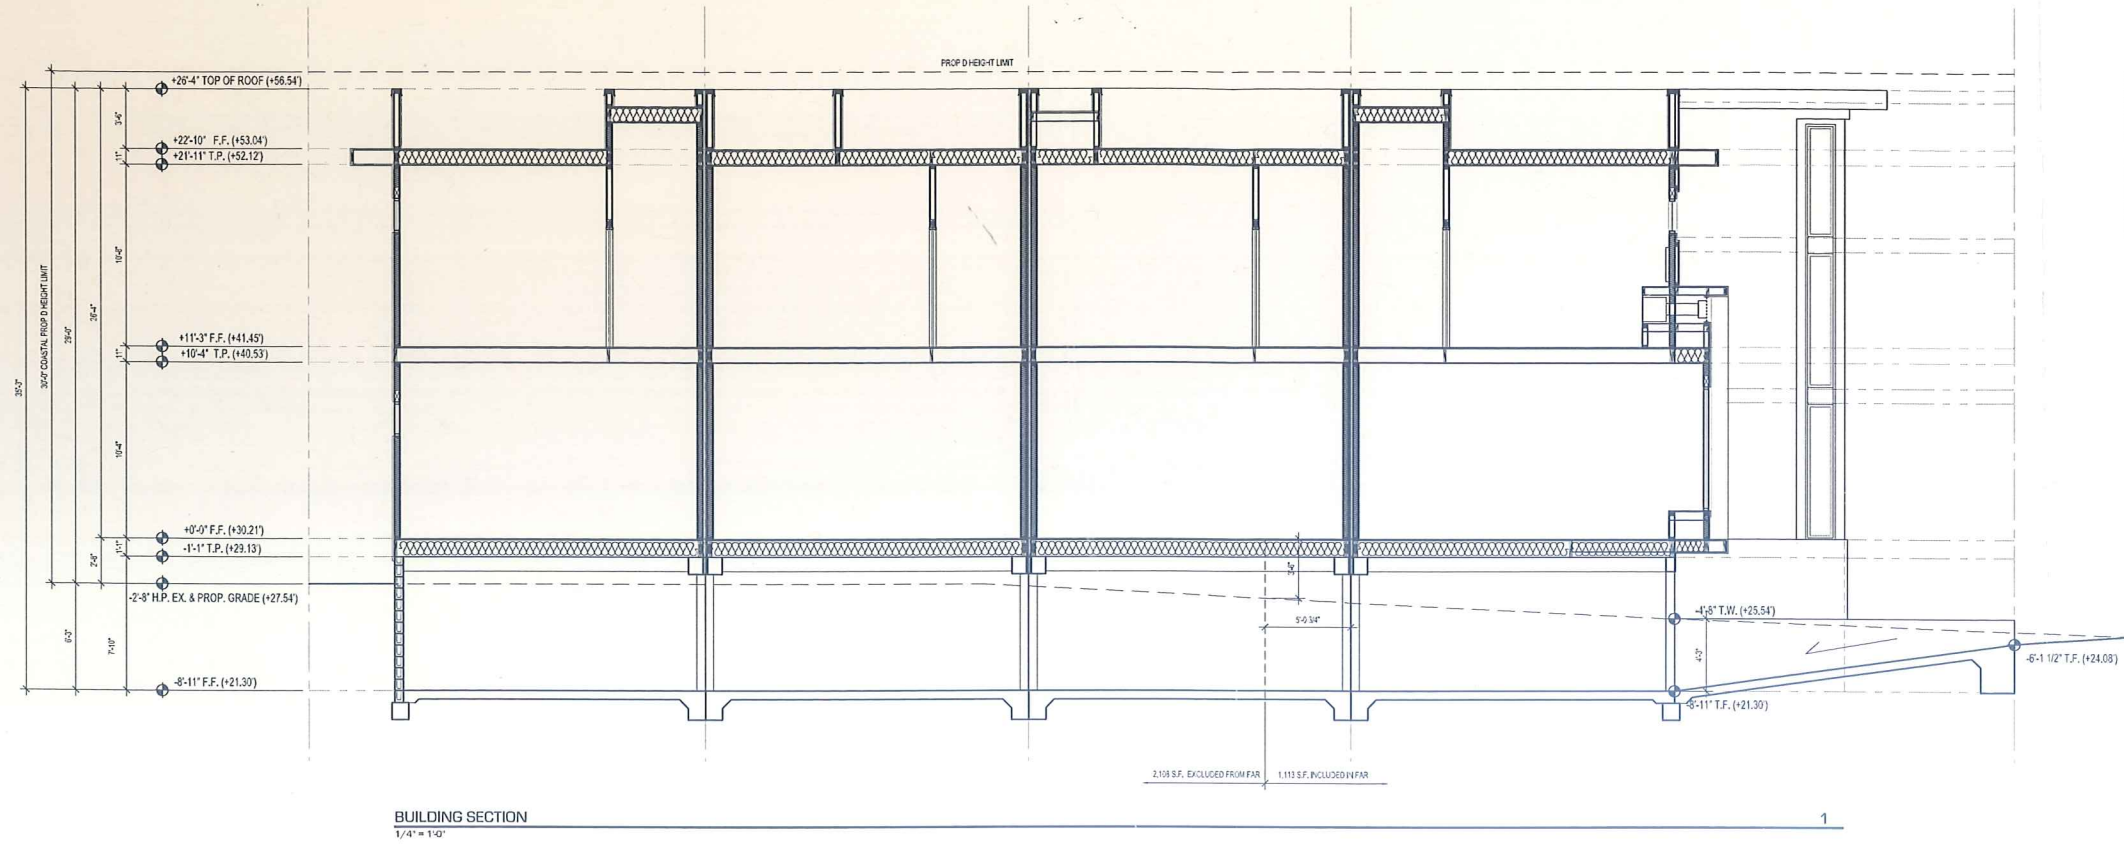 PROP D HEIGHT LIMIT
+26'-4" TOP OF ROOF (+56.54')
3'-6"
+22'-10" F.F. (+53.04')
11"
+21'-11" T.P. (+52.12')
10'-8"
30'-0" COASTAL PROP D HEIGHT LIMIT
29'-0"
26'-4"
+11'-3" F.F. (+41.45')
11"
+10'-4" T.P. (+40.53')
35'-3"
10'-4"
+0'-0" F.F. (+30.21')
1'-1"
-1'-1" T.P. (+29.13')
2'-8"
-2'-8" H.P. EX. & PROP. GRADE (+27.54')
3'-6"
5'-0 3/4"
-4'-8" T.W. (+25.54')
6'-3"
7'-10"
4'-3"
-6'-1 1/2" T.F. (+24.08')
-8'-11" F.F. (+21.30')
-8'-11" T.F. (+21.30')
2,108 S.F. EXCLUDED FROM FAR
1,113 S.F. INCLUDED IN FAR
BUILDING SECTION
1
1/4" = 1'-0"